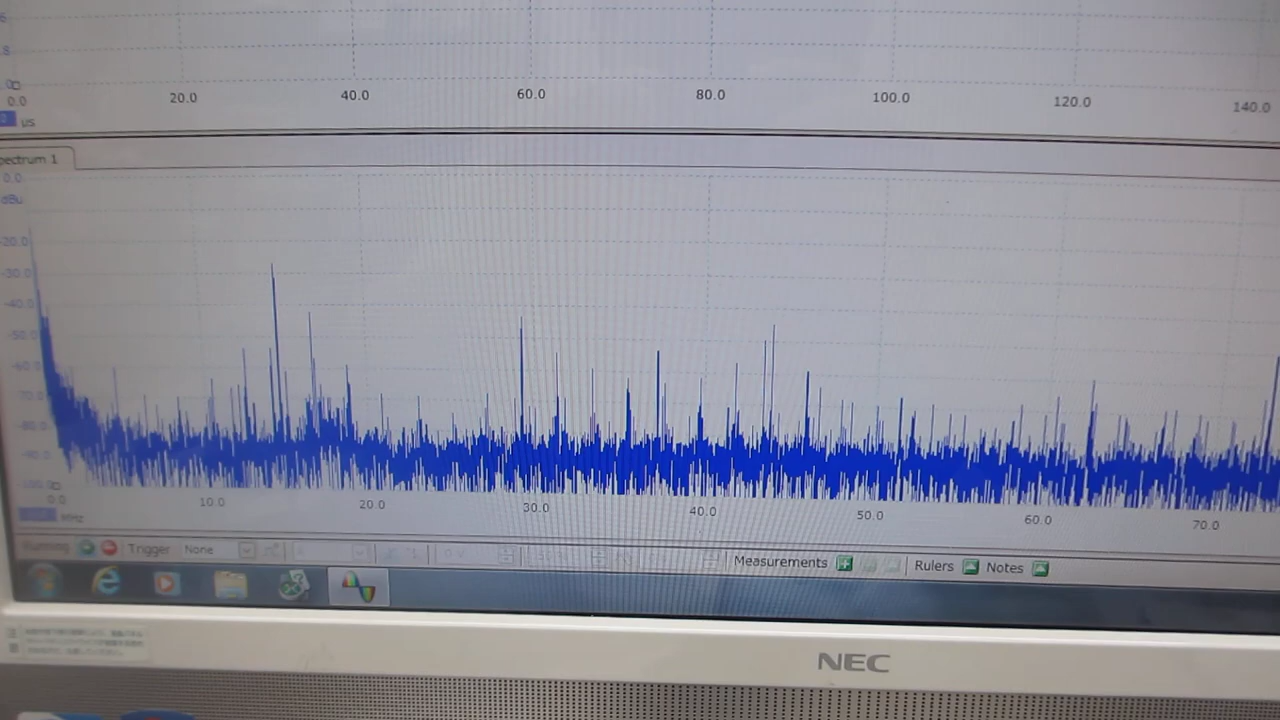 0.0 20.0 40.0 60.0 80.0 100.0 120.0 140.0
µs
pectrum 1
0.0
dBu
-20.0
-30.0
-40.0
-50.0
-60.0
-70.0
-80.0
-90.0
0.0 10.0 20.0 30.0 40.0 50.0 60.0 70.0
MHz
Running Trigger None Measurements Rulers Notes
NEC